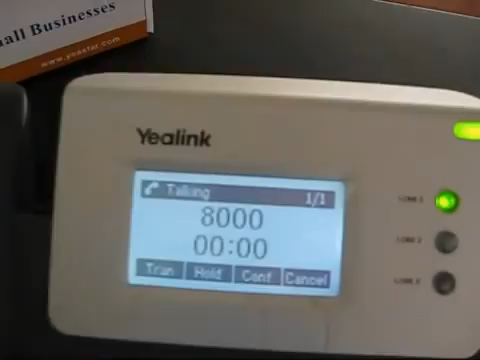 all Businesses
www.yeastar.com
Yealink
Talking 1/1
8000
00:00
Tran Hold Conf Cancel
LINE 1
LINE 2
LINE 3